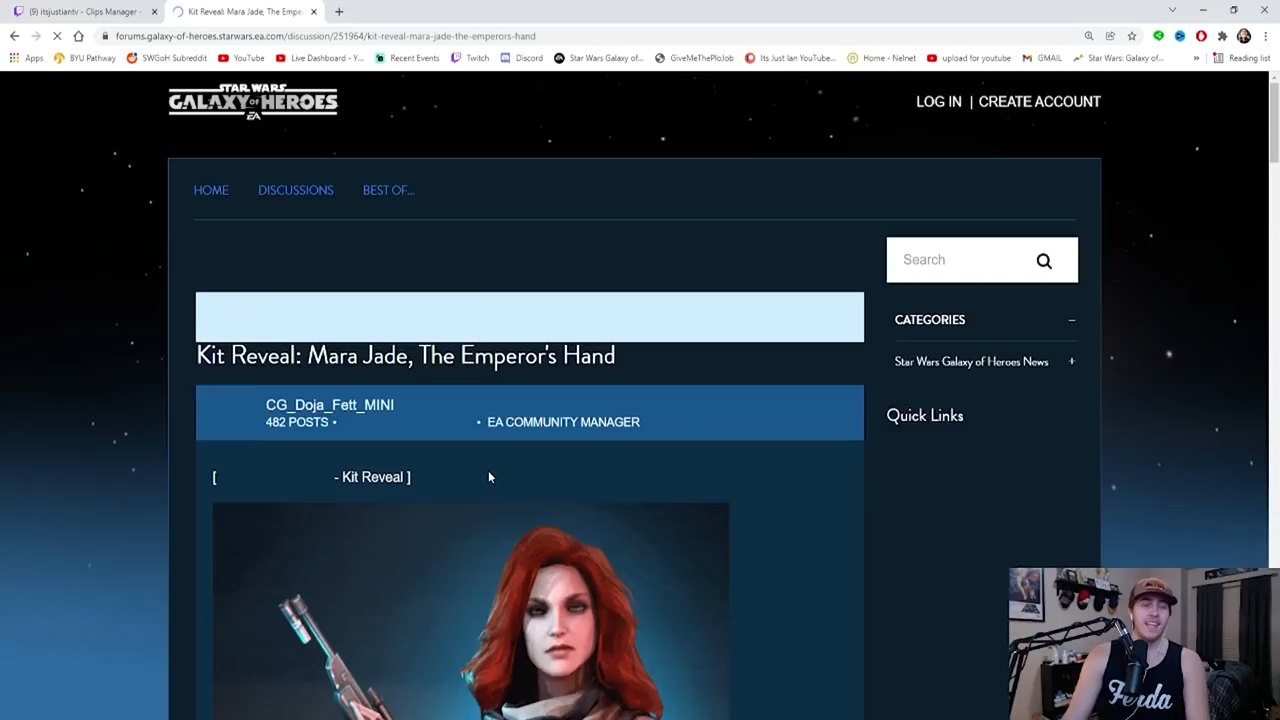 (9) itsjustiantv - Clips Manager -
Kit Reveal: Mara Jade, The Empe
forums.galaxy-of-heroes.starwars.ea.com/discussion/251964/kit-reveal-mara-jade-the-emperors-hand
Apps
BYU Pathway
SWGoH Subreddit
YouTube
Live Dashboard - Y...
Recent Events
Twitch
Discord
Star Wars Galaxy of...
GiveMeThePloJob
Its Just Ian YouTube...
Home - Nelnet
upload for youtube
GMAIL
Star Wars: Galaxy of...
Reading list
STAR WARS
GALAXY OF HEROES
EA
LOG IN | CREATE ACCOUNT
HOME DISCUSSIONS BEST OF...
Search
CATEGORIES
Star Wars Galaxy of Heroes News
Quick Links
Kit Reveal: Mara Jade, The Emperor's Hand
CG_Doja_Fett_MINI
482 POSTS • • EA COMMUNITY MANAGER
[ - Kit Reveal ]
Ferda